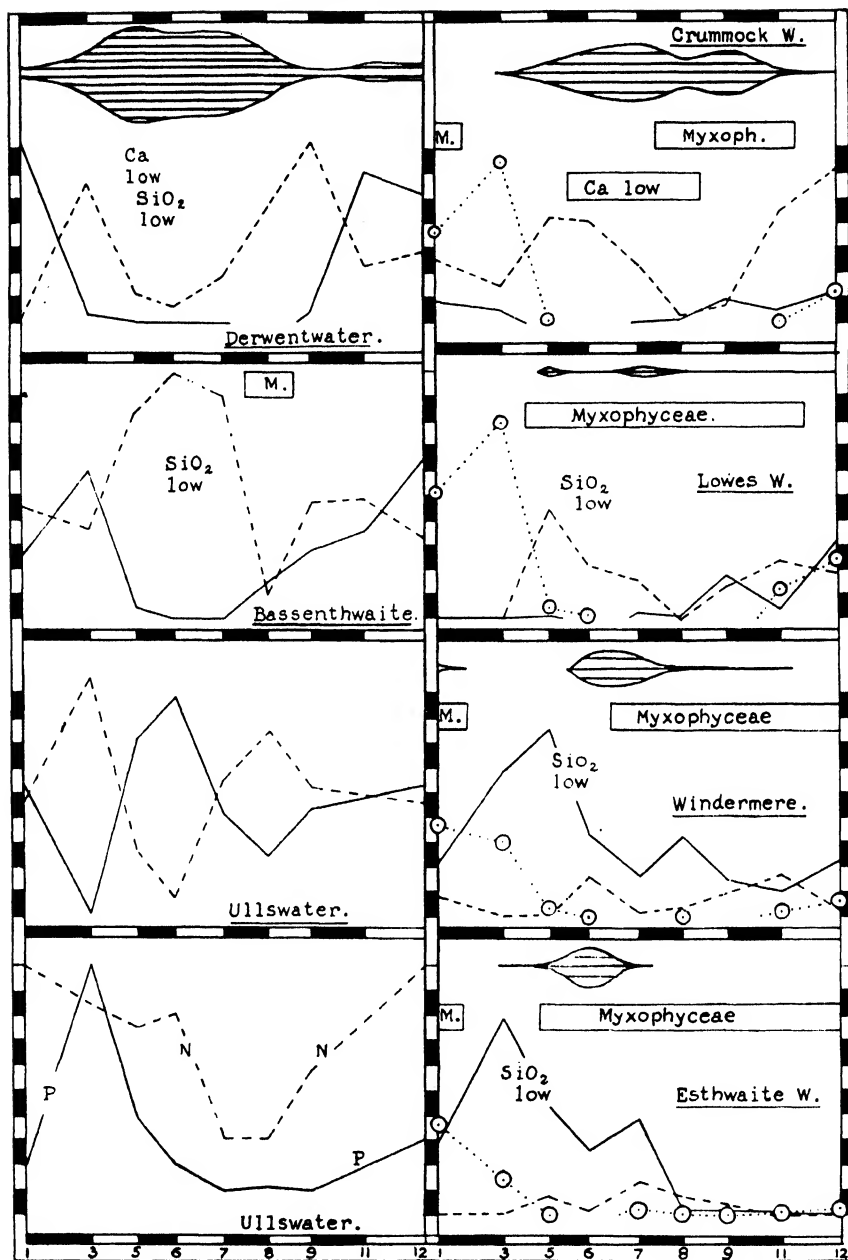 Crummock W.
M.
Myxoph.
Ca
low
SiO₂
low
Ca low
Derwentwater.
M.
SiO₂
low
Bassenthwaite.
Myxophyceae.
SiO₂
low
Lowes W.
Ullswater.
M.
Myxophyceae
SiO₂
low
Windermere.
P
N
N
P
Ullswater.
M.
Myxophyceae
SiO₂
low
Esthwaite W.
1 3 5 6 7 8 9 11 12 3 5 6 7 8 9 11 12